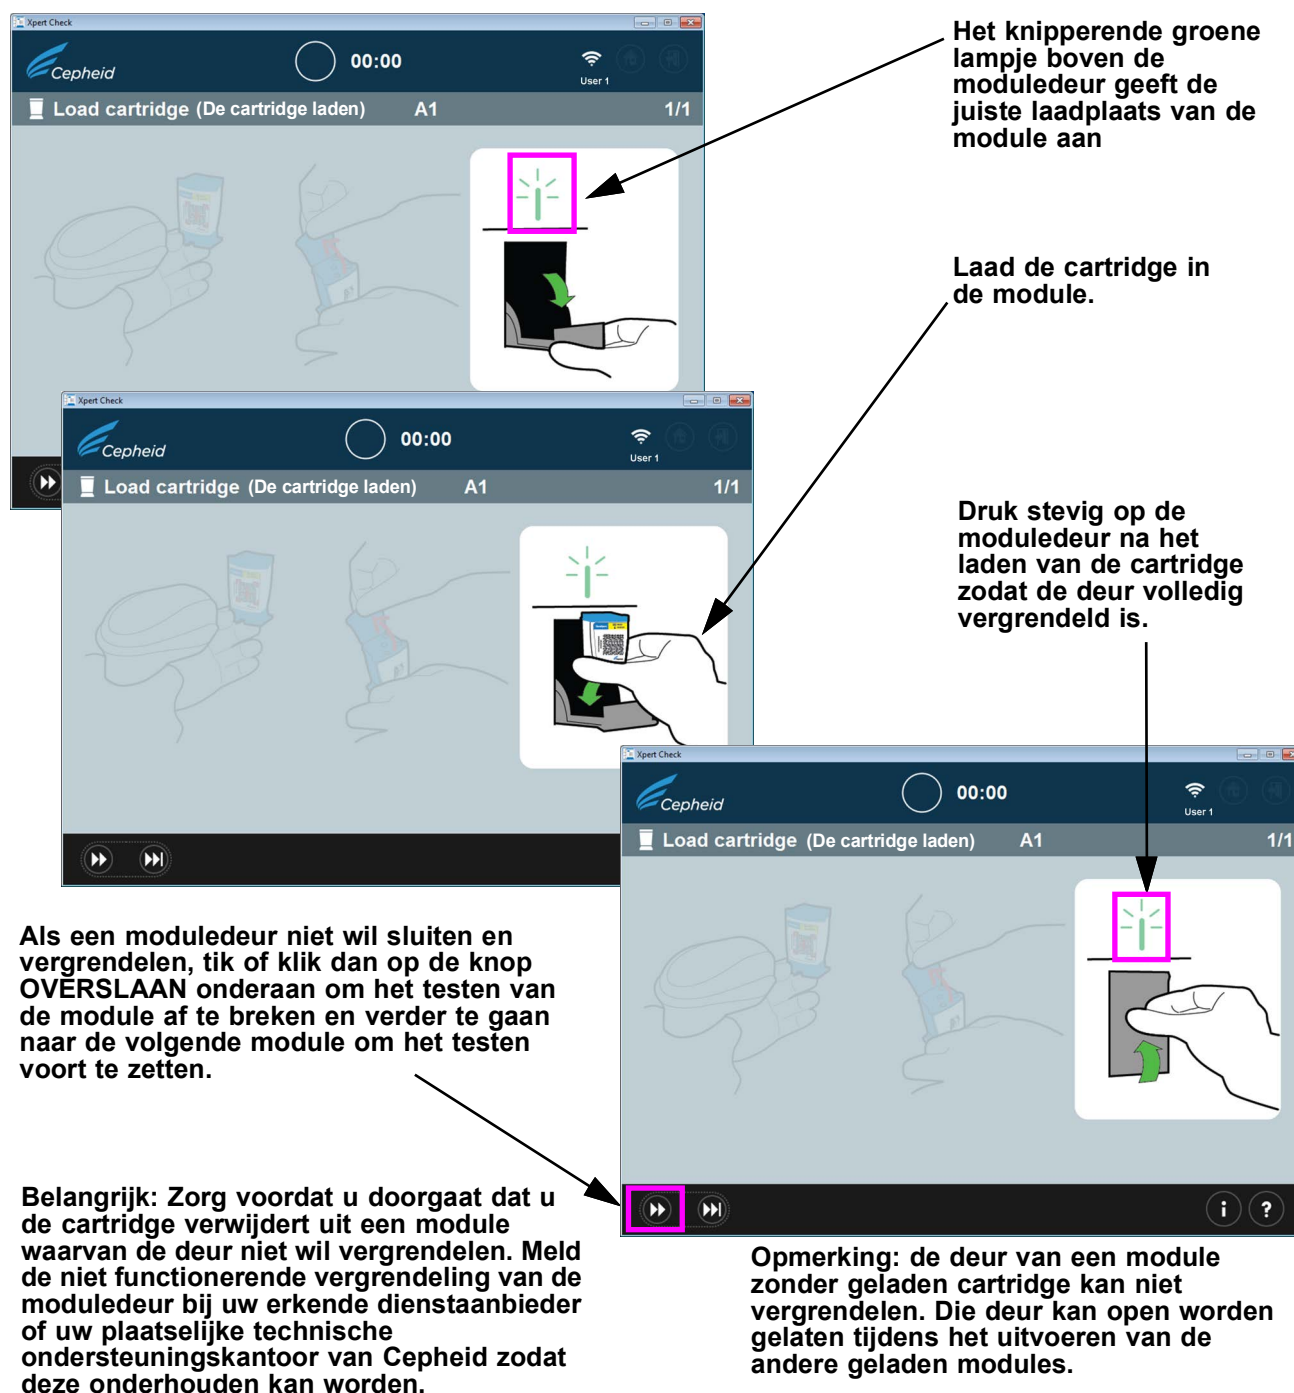 Xpert Check
Cepheid
00:00
User 1
Load cartridge (De cartridge laden) A1 1/1
Het knipperende groene
lampje boven de
moduledeur geeft de
juiste laadplaats van de
module aan
Laad de cartridge in
de module.
Xpert Check
Cepheid
00:00
User 1
Load cartridge (De cartridge laden) A1 1/1
Druk stevig op de
moduledeur na het
laden van de cartridge
zodat de deur volledig
vergrendeld is.
Xpert Check
Cepheid
00:00
User 1
Load cartridge (De cartridge laden) A1 1/1
i ?
Als een moduledeur niet wil sluiten en
vergrendelen, tik of klik dan op de knop
OVERSLAAN onderaan om het testen van
de module af te breken en verder te gaan
naar de volgende module om het testen
voort te zetten.
Belangrijk: Zorg voordat u doorgaat dat u
de cartridge verwijdert uit een module
waarvan de deur niet wil vergrendelen. Meld
de niet functionerende vergrendeling van de
moduledeur bij uw erkende dienstaanbieder
of uw plaatselijke technische
ondersteuningskantoor van Cepheid zodat
deze onderhouden kan worden.
Opmerking: de deur van een module
zonder geladen cartridge kan niet
vergrendelen. Die deur kan open worden
gelaten tijdens het uitvoeren van de
andere geladen modules.